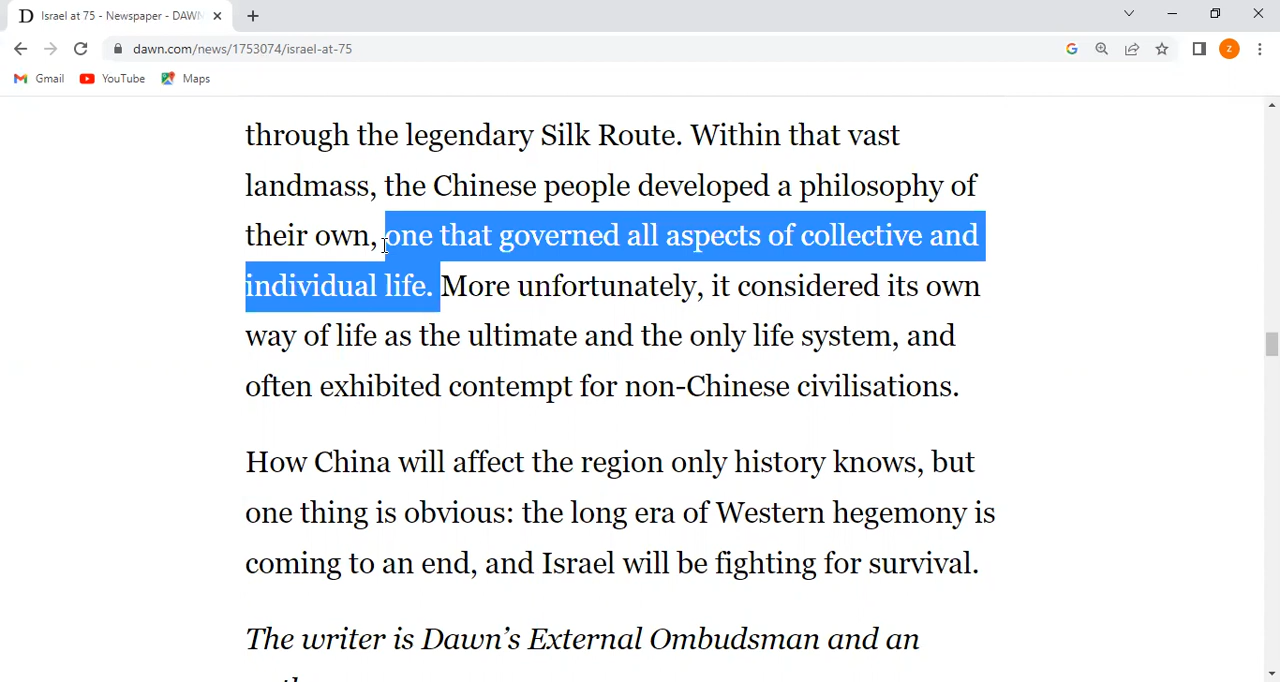 D Israel at 75 - Newspaper - DAWN
dawn.com/news/1753074/israel-at-75
G
z
Gmail YouTube Maps
through the legendary Silk Route. Within that vast
landmass, the Chinese people developed a philosophy of
their own, one that governed all aspects of collective and
individual life. More unfortunately, it considered its own
way of life as the ultimate and the only life system, and
often exhibited contempt for non-Chinese civilisations.
How China will affect the region only history knows, but
one thing is obvious: the long era of Western hegemony is
coming to an end, and Israel will be fighting for survival.
The writer is Dawn’s External Ombudsman and an